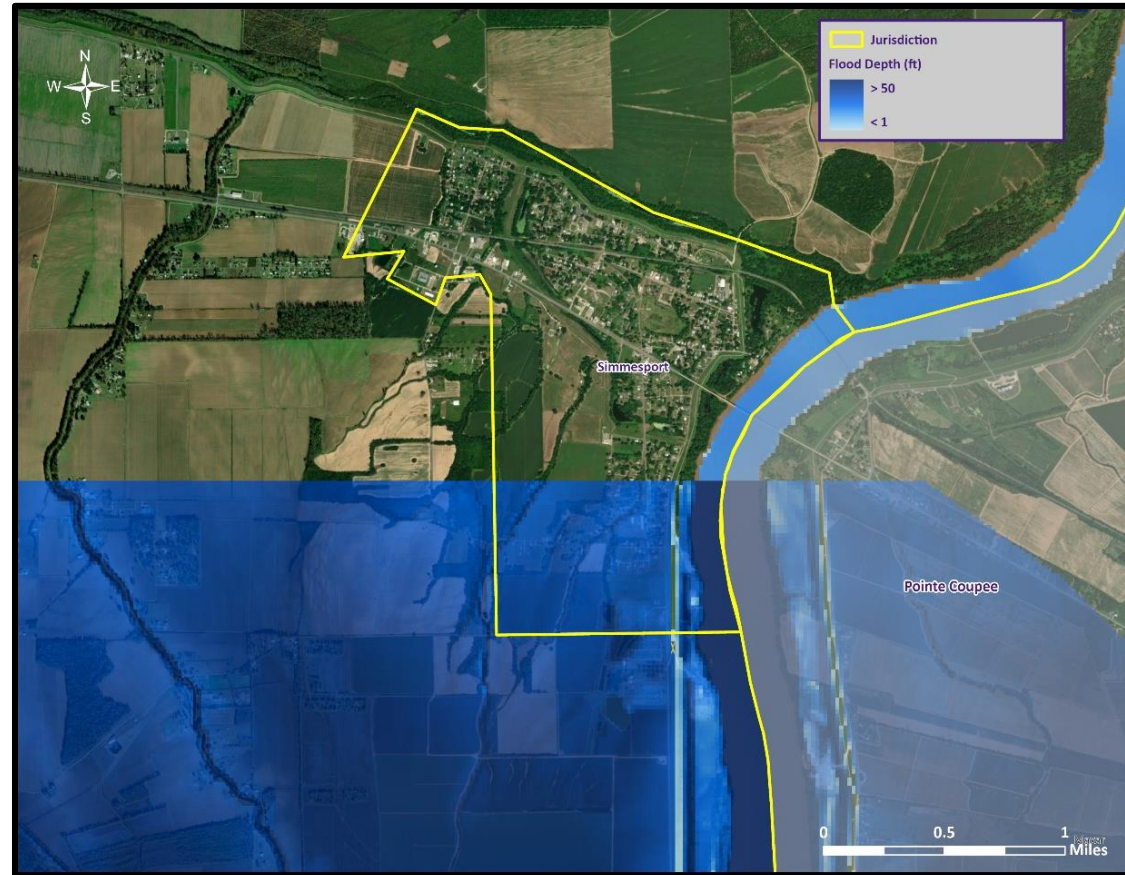 N
W E
S
Jurisdiction
Flood Depth (ft)
> 50
< 1
Simmesport
Pointe Coupee
0 0.5 1
Miles